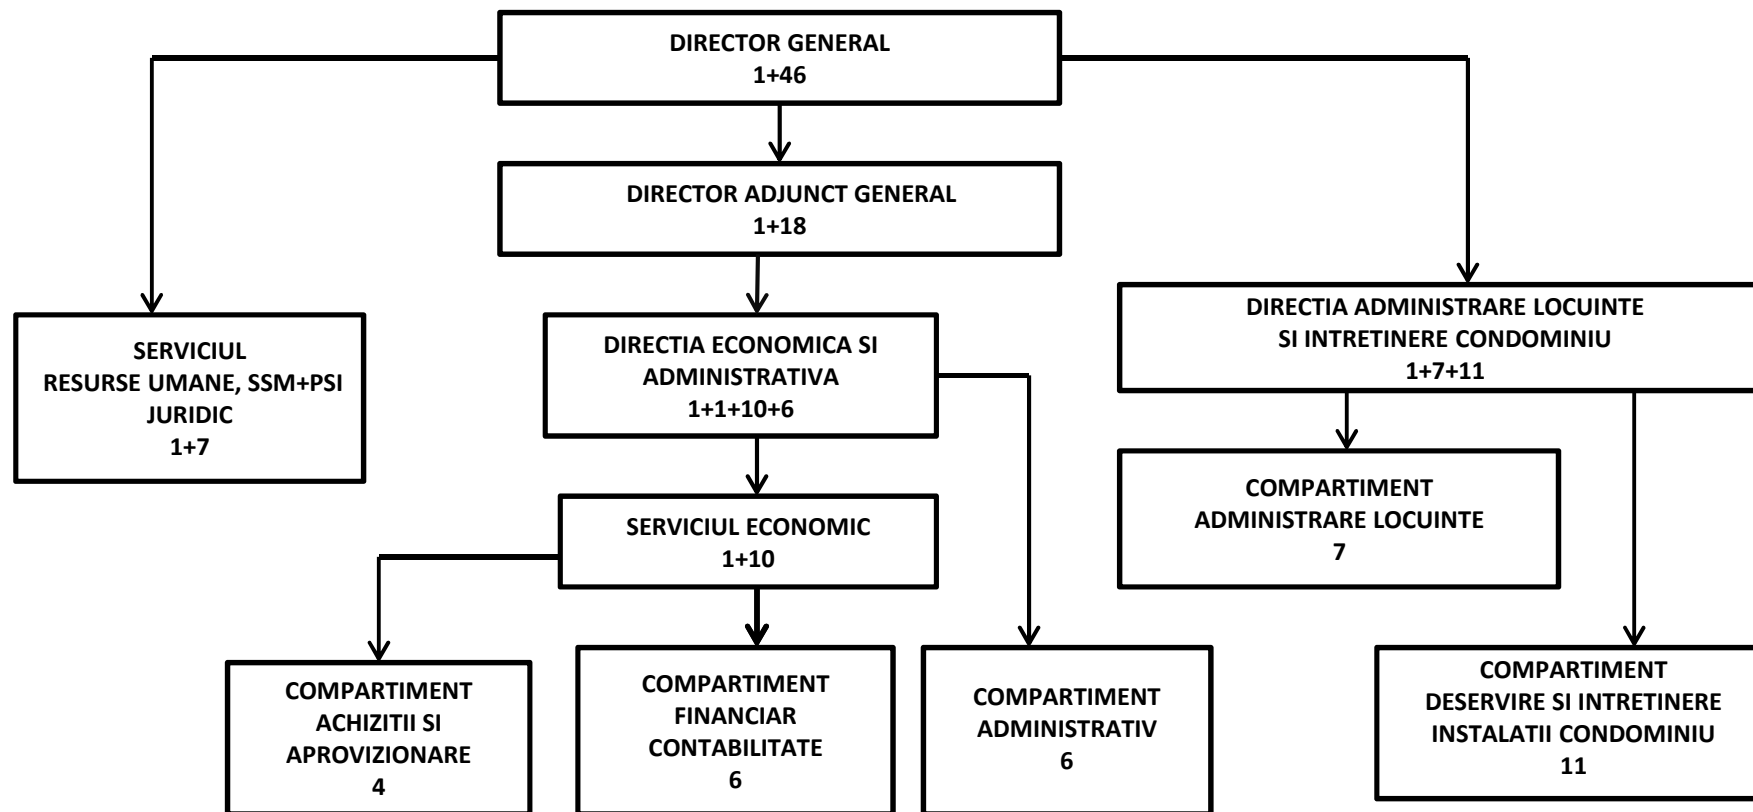 DIRECTOR GENERAL
1+46
DIRECTOR ADJUNCT GENERAL
1+18
SERVICIUL
RESURSE UMANE, SSM+PSI
JURIDIC
1+7
DIRECTIA ECONOMICA SI
ADMINISTRATIVA
1+1+10+6
DIRECTIA ADMINISTRARE LOCUINTE
SI INTRETINERE CONDOMINIU
1+7+11
SERVICIUL ECONOMIC
1+10
COMPARTIMENT
ADMINISTRARE LOCUINTE
7
COMPARTIMENT
ACHIZITII SI
APROVIZIONARE
4
COMPARTIMENT
FINANCIAR
CONTABILITATE
6
COMPARTIMENT
ADMINISTRATIV
6
COMPARTIMENT
DESERVIRE SI INTRETINERE
INSTALATII CONDOMINIU
11